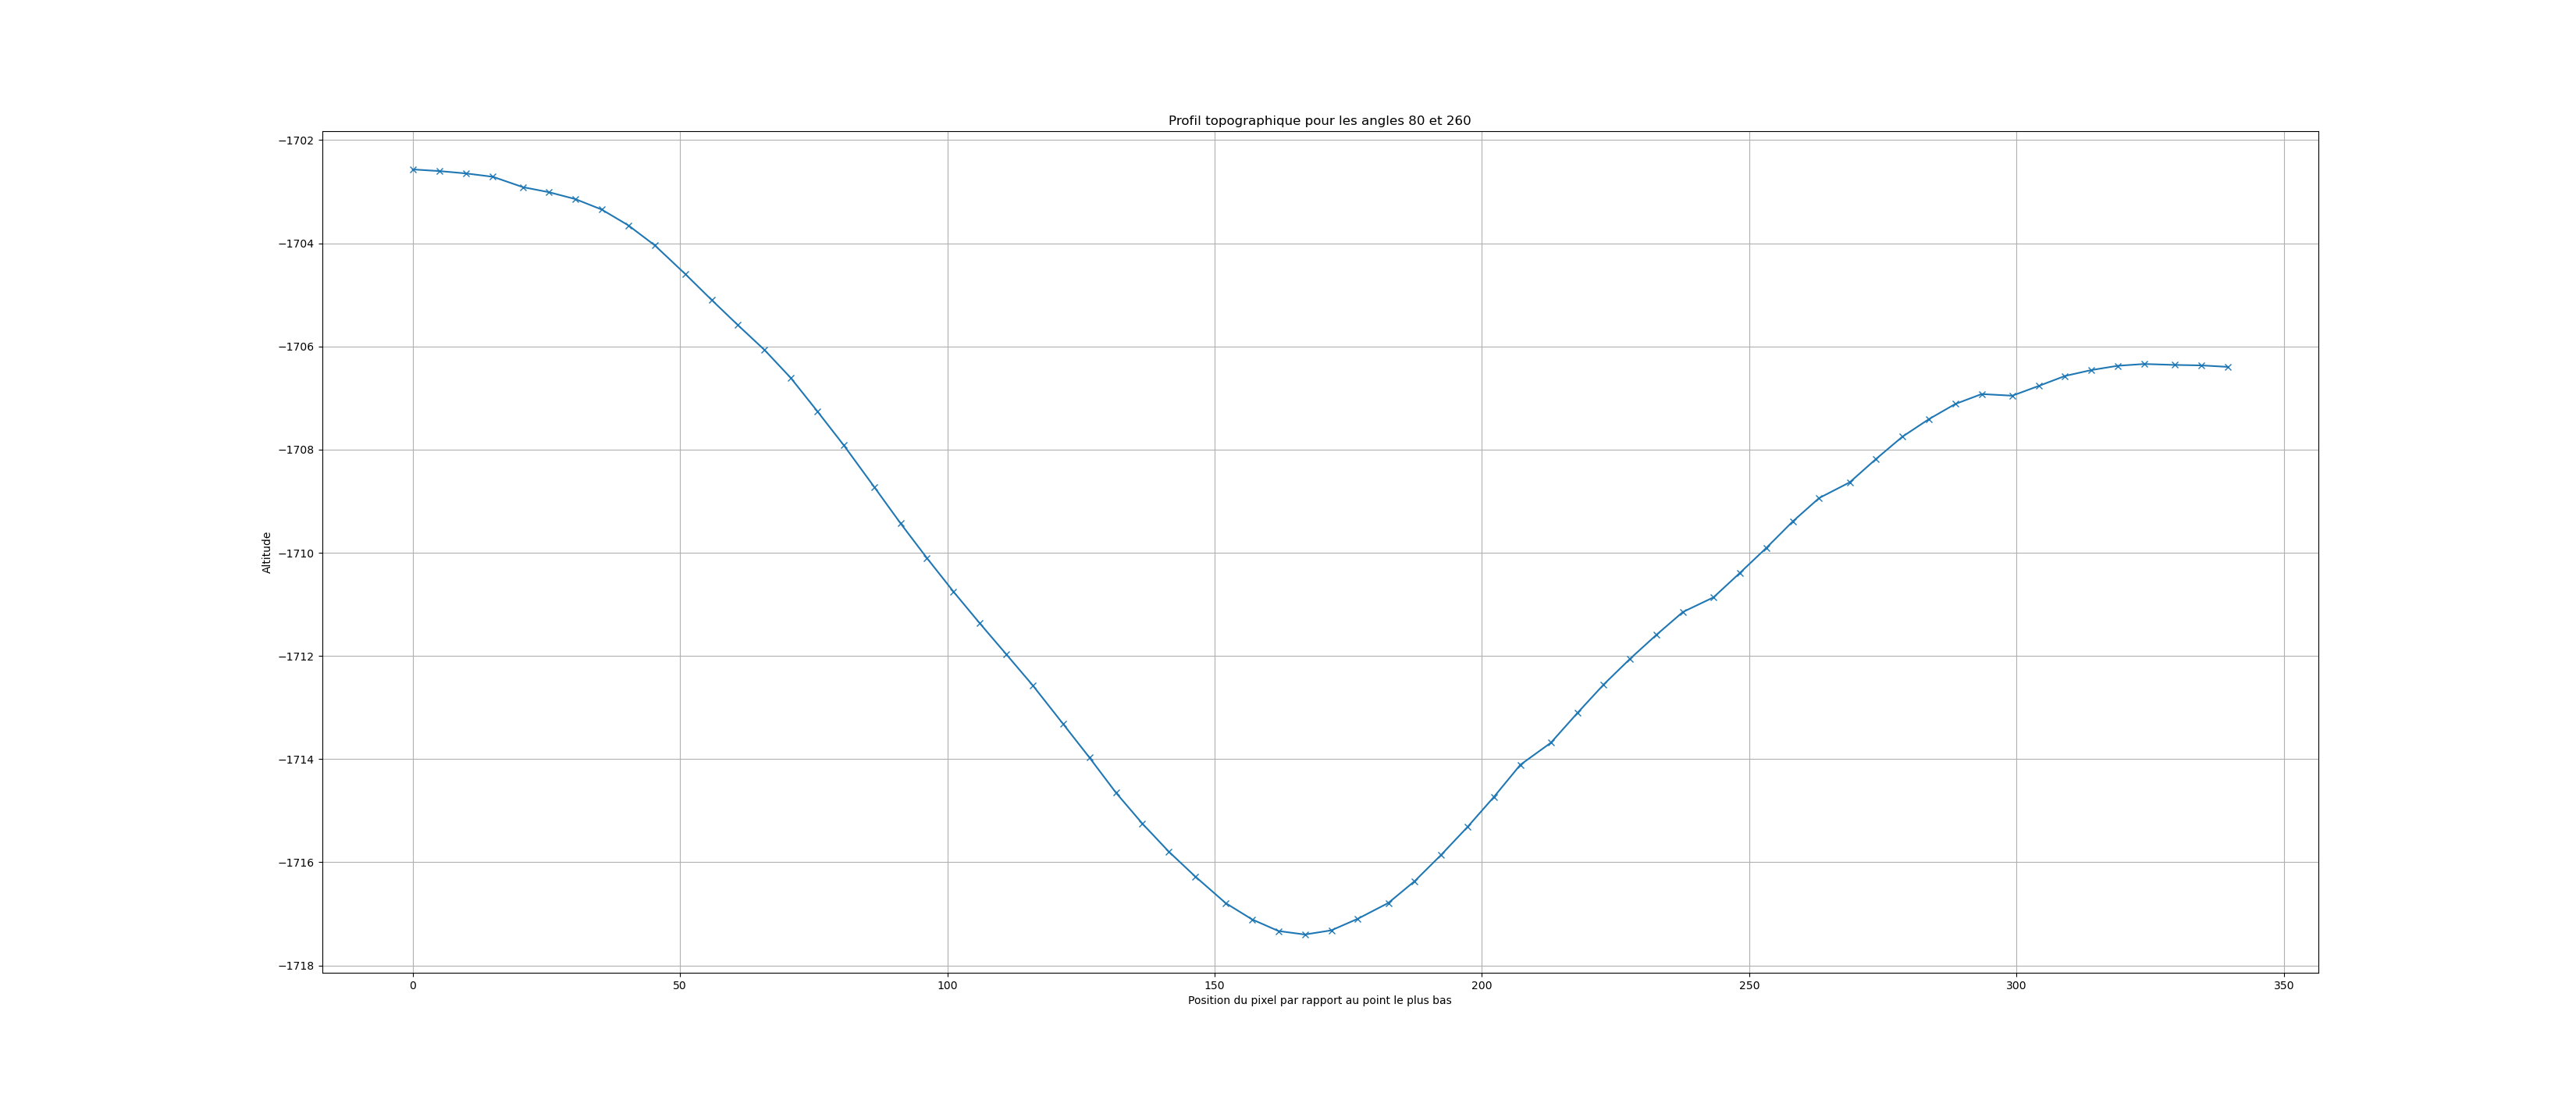 Profil topographique pour les angles 80 et 260
−1702
−1704
−1706
−1708
−1710
−1712
−1714
−1716
−1718
Altitude
0 50 100 150 200 250 300 350
Position du pixel par rapport au point le plus bas